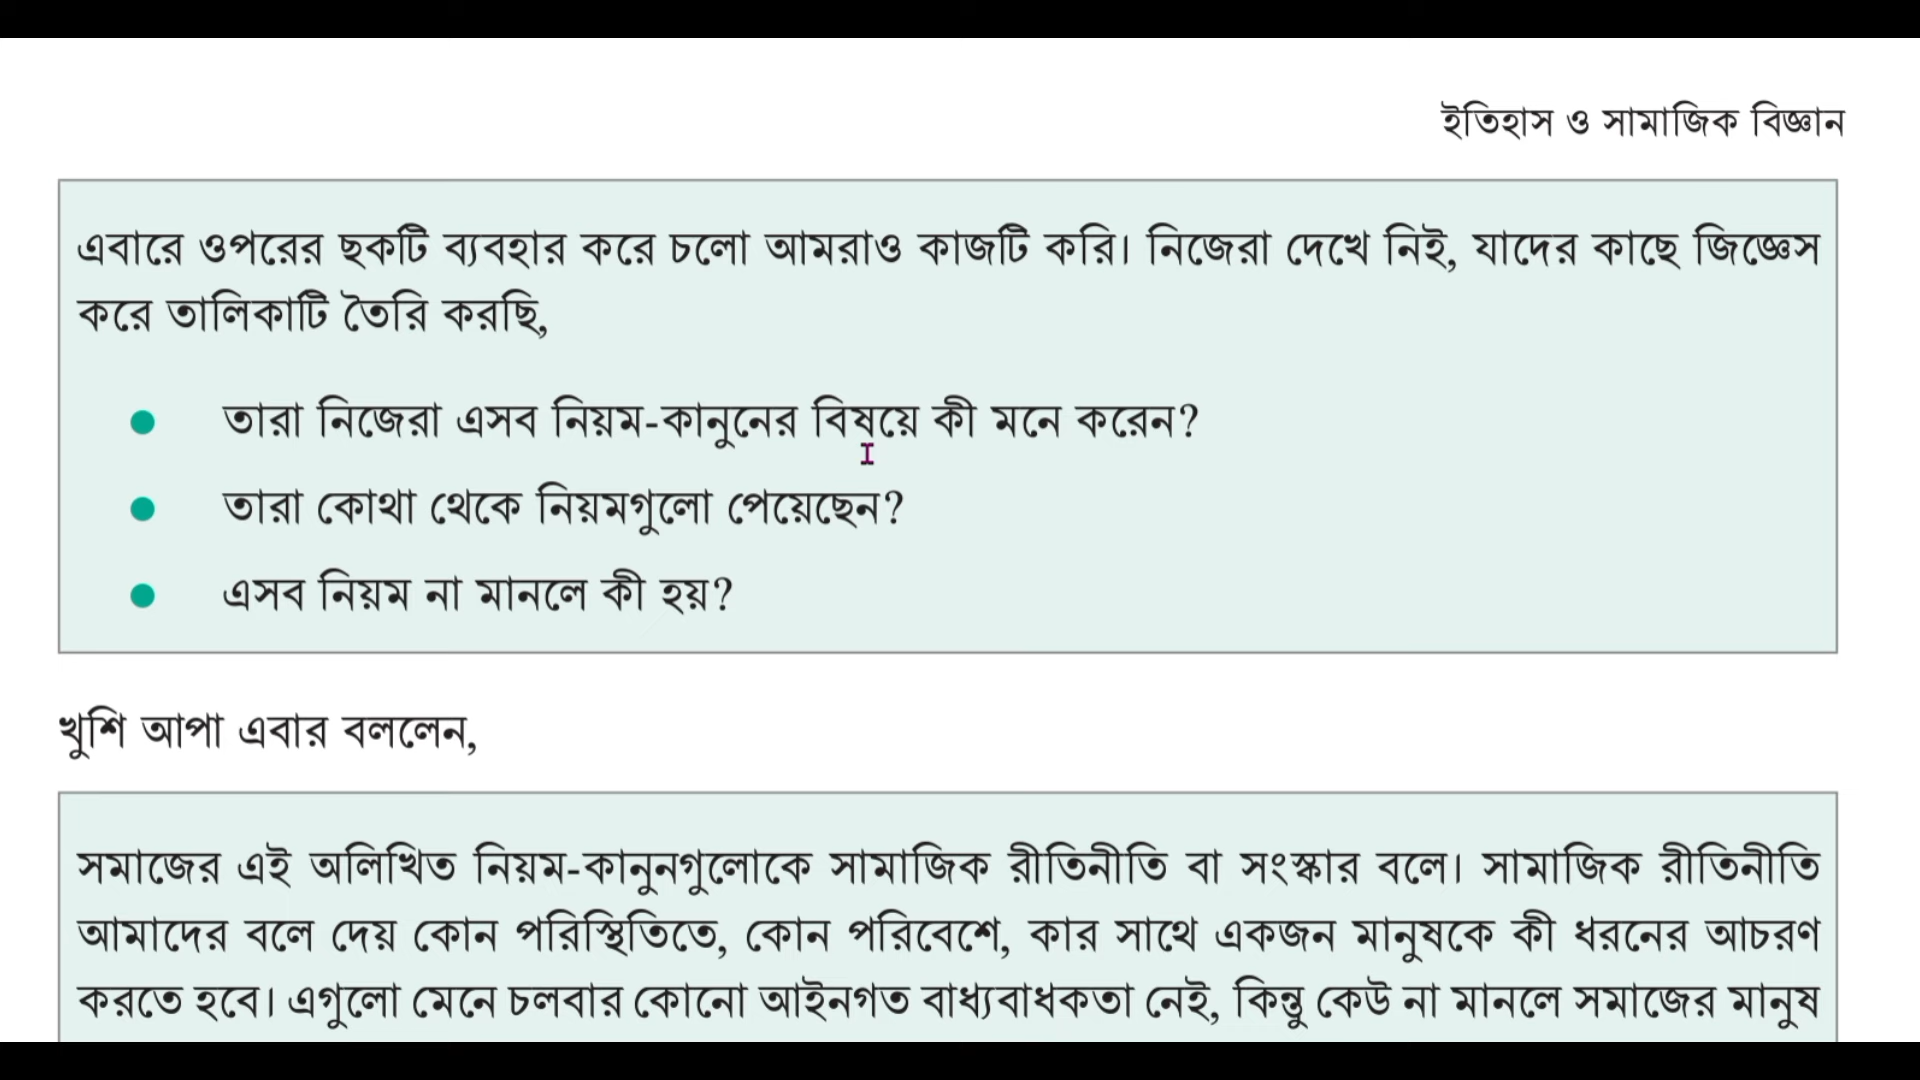 ইতিহাস ও সামাজিক বিজ্ঞান
এবারে ওপরের ছকটি ব্যবহার করে চলো আমরাও কাজটি করি। নিজেরা দেখে নিই, যাদের কাছে জিজ্ঞেস
করে তালিকাটি তৈরি করছি,
● তারা নিজেরা এসব নিয়ম-কানুনের বিষয়ে কী মনে করেন?
● তারা কোথা থেকে নিয়মগুলো পেয়েছেন?
● এসব নিয়ম না মানলে কী হয়?
খুশি আপা এবার বললেন,
সমাজের এই অলিখিত নিয়ম-কানুনগুলোকে সামাজিক রীতিনীতি বা সংস্কার বলে। সামাজিক রীতিনীতি
আমাদের বলে দেয় কোন পরিস্থিতিতে, কোন পরিবেশে, কার সাথে একজন মানুষকে কী ধরনের আচরণ
করতে হবে। এগুলো মেনে চলবার কোনো আইনগত বাধ্যবাধকতা নেই, কিন্তু কেউ না মানলে সমাজের মানুষ